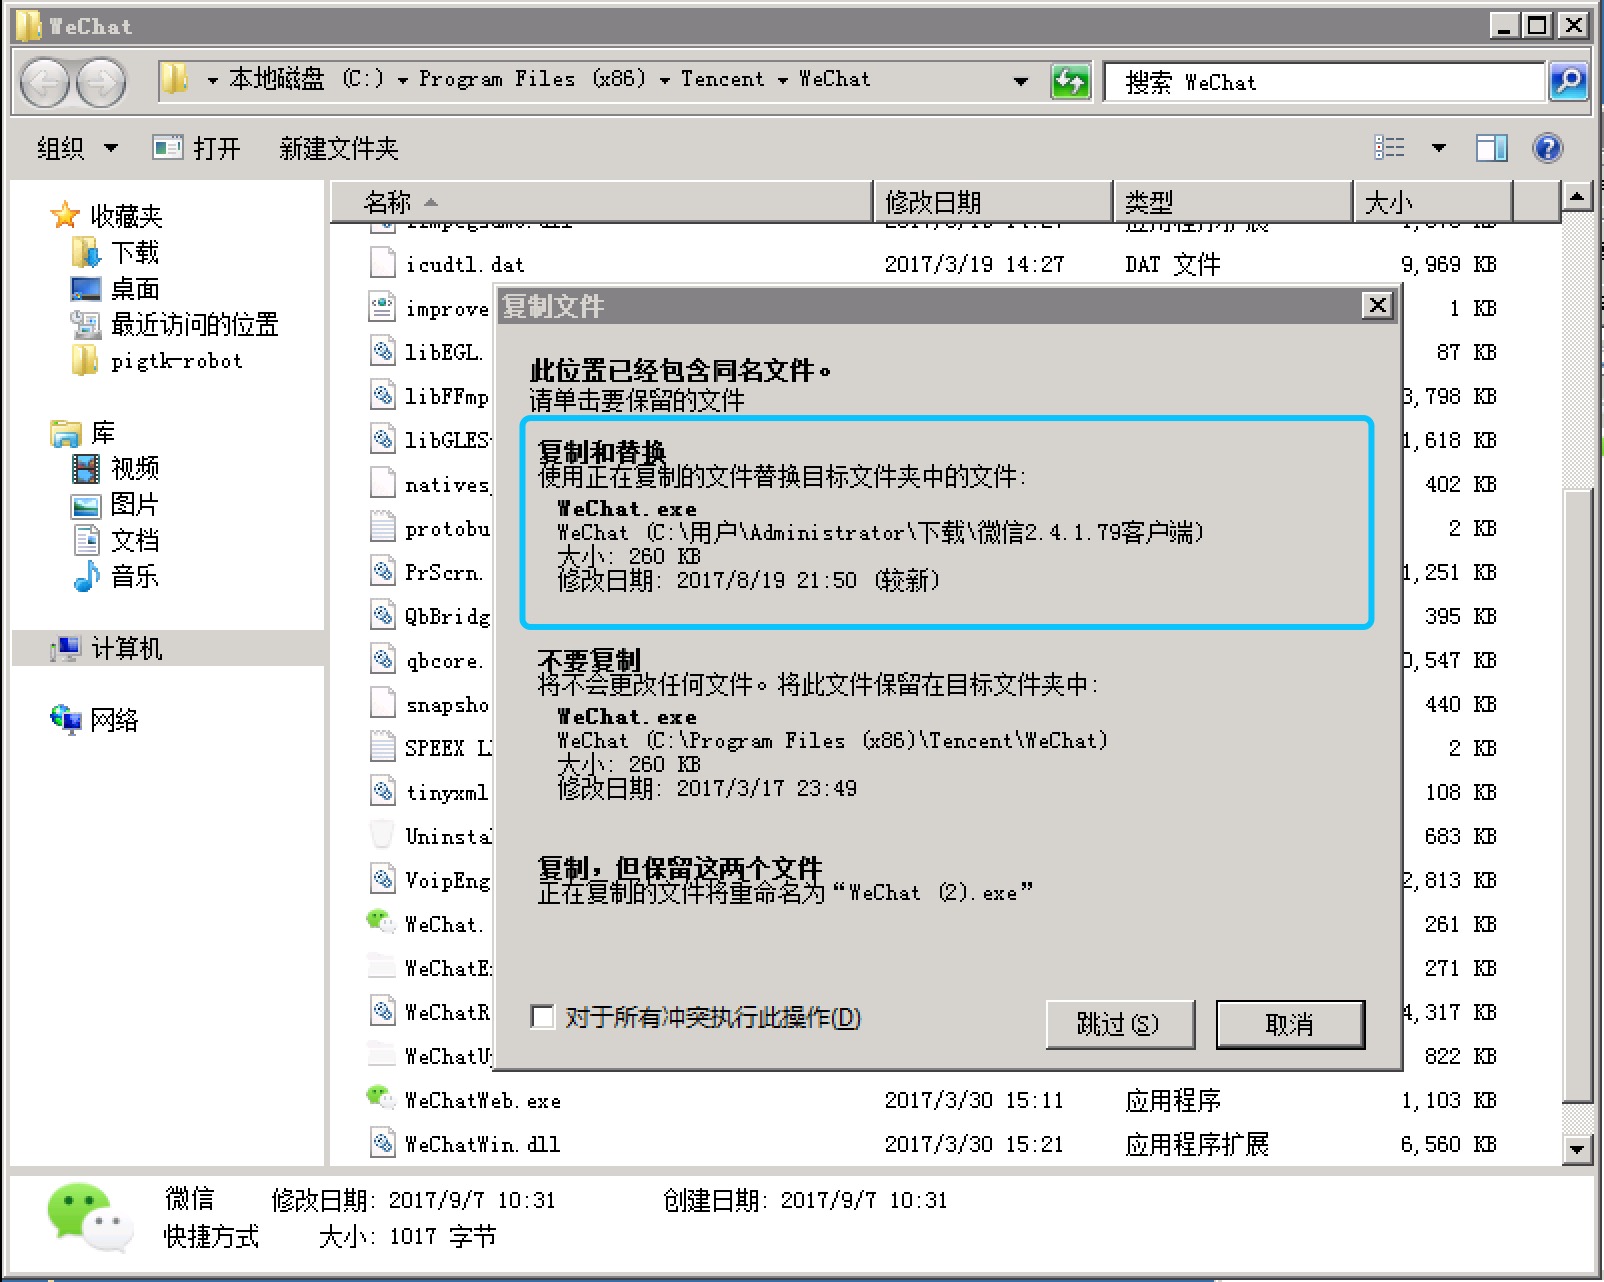 WeChat
本地磁盘 (C:) Program Files (x86) Tencent WeChat
搜索 WeChat
组织 打开 新建文件夹
名称 修改日期 类型 大小
收藏夹
下载
桌面
最近访问的位置
pigtk-robot
库
视频
图片
文档
音乐
计算机
网络
icudtl.dat 2017/3/19 14:27 DAT 文件 9,969 KB
improve 1 KB
libEGL. 87 KB
libFFmp 3,798 KB
libGLES 1,618 KB
natives_ 402 KB
protobu 2 KB
PrScrn. 1,251 KB
QbBridg 395 KB
qbcore. 0,547 KB
snapsho 440 KB
SPEEX L 2 KB
tinyxml 108 KB
Uninsta 683 KB
VoipEng 2,813 KB
WeChat. 261 KB
WeChatE 271 KB
WeChatR 4,317 KB
WeChatU 822 KB
WeChatWeb.exe 2017/3/30 15:11 应用程序 1,103 KB
WeChatWin.dll 2017/3/30 15:21 应用程序扩展 6,560 KB
复制文件
此位置已经包含同名文件。
请单击要保留的文件
复制和替换
使用正在复制的文件替换目标文件夹中的文件:
WeChat.exe
WeChat (C:\用户\Administrator\下载\微信2.4.1.79客户端)
大小: 260 KB
修改日期: 2017/8/19 21:50 (较新)
不要复制
将不会更改任何文件。将此文件保留在目标文件夹中:
WeChat.exe
WeChat (C:\Program Files (x86)\Tencent\WeChat)
大小: 260 KB
修改日期: 2017/3/17 23:49
复制，但保留这两个文件
正在复制的文件将重命名为“WeChat (2).exe”
对于所有冲突执行此操作(D)
跳过(S)
取消
微信 修改日期: 2017/9/7 10:31 创建日期: 2017/9/7 10:31
快捷方式 大小: 1017 字节